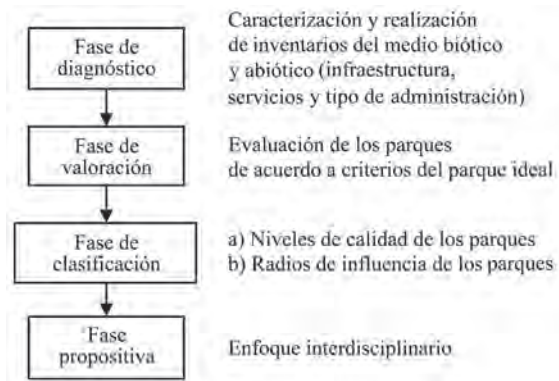 Fase de
diagnóstico
Caracterización y realización
de inventarios del medio biótico
y abiótico (infraestructura,
servicios y tipo de administración)
Fase de
valoración
Evaluación de los parques
de acuerdo a criterios del parque ideal
Fase de
clasificación
a) Niveles de calidad de los parques
b) Radios de influencia de los parques
Fase
propositiva
Enfoque interdisciplinario